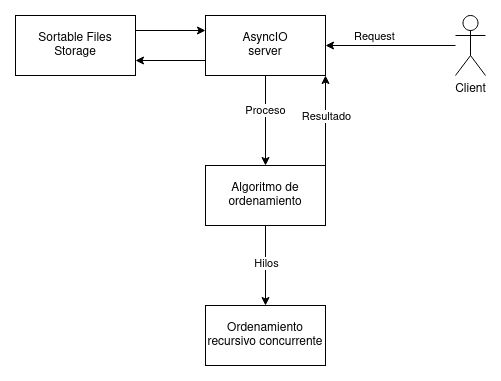 Sortable Files
Storage
AsyncIO
server
Request
Client
Proceso
Resultado
Algoritmo de
ordenamiento
Hilos
Ordenamiento
recursivo concurrente